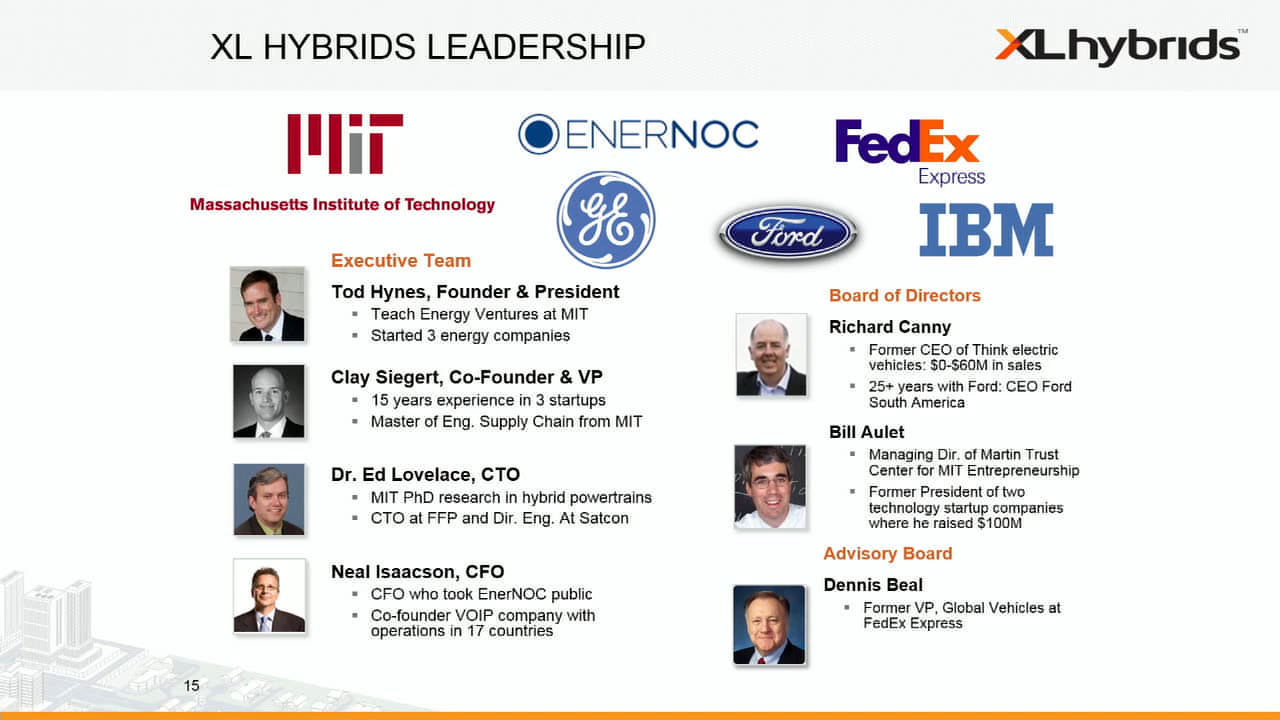 XL HYBRIDS LEADERSHIP
XLhybrids™
MIT
Massachusetts Institute of Technology
ENERNOC
FedEx
Express
GE
Ford
IBM
Executive Team
Tod Hynes, Founder & President
▪ Teach Energy Ventures at MIT
▪ Started 3 energy companies
Clay Siegert, Co-Founder & VP
▪ 15 years experience in 3 startups
▪ Master of Eng. Supply Chain from MIT
Dr. Ed Lovelace, CTO
▪ MIT PhD research in hybrid powertrains
▪ CTO at FFP and Dir. Eng. At Satcon
Neal Isaacson, CFO
▪ CFO who took EnerNOC public
▪ Co-founder VOIP company with
operations in 17 countries
Board of Directors
Richard Canny
▪ Former CEO of Think electric
vehicles: $0-$60M in sales
▪ 25+ years with Ford: CEO Ford
South America
Bill Aulet
▪ Managing Dir. of Martin Trust
Center for MIT Entrepreneurship
▪ Former President of two
technology startup companies
where he raised $100M
Advisory Board
Dennis Beal
▪ Former VP, Global Vehicles at
FedEx Express
15